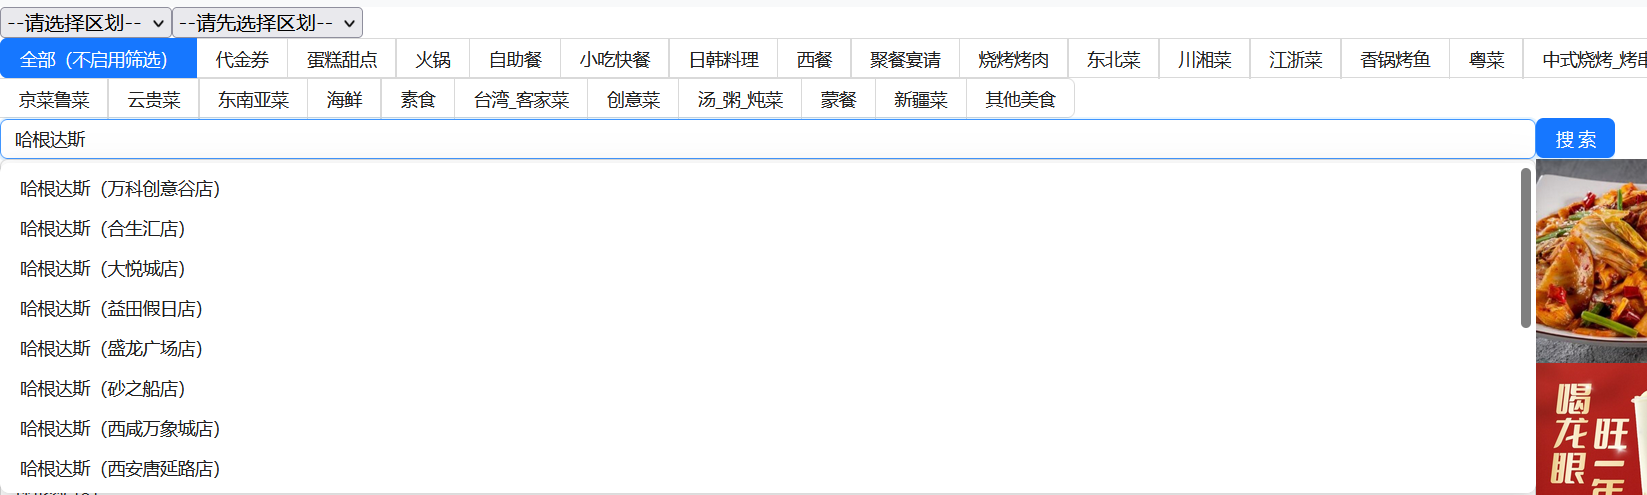 --请选择区划-- --请先选择区划--
全部（不启用筛选） 代金券 蛋糕甜点 火锅 自助餐 小吃快餐 日韩料理 西餐 聚餐宴请 烧烤烤肉 东北菜 川湘菜 江浙菜 香锅烤鱼 粤菜 中式烧烤_烤串
京菜鲁菜 云贵菜 东南亚菜 海鲜 素食 台湾_客家菜 创意菜 汤_粥_炖菜 蒙餐 新疆菜 其他美食
哈根达斯 搜 索
哈根达斯（万科创意谷店）
哈根达斯（合生汇店）
哈根达斯（大悦城店）
哈根达斯（益田假日店）
哈根达斯（盛龙广场店）
哈根达斯（砂之船店）
哈根达斯（西咸万象城店）
哈根达斯（西安唐延路店）
喝龙眼
旺一年